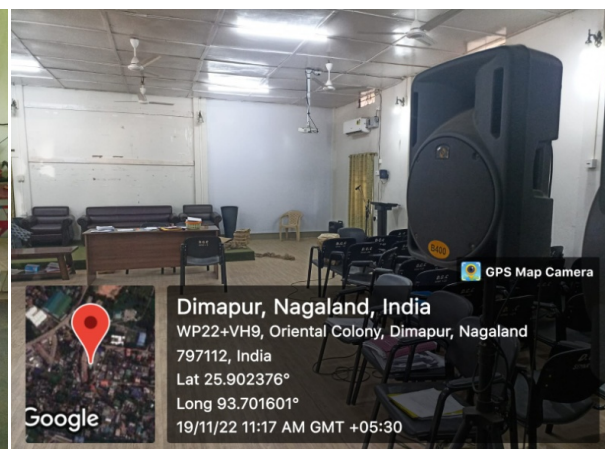 GPS Map Camera
Dimapur, Nagaland, India
WP22+VH9, Oriental Colony, Dimapur, Nagaland
797112, India
Lat 25.902376°
Long 93.701601°
19/11/22 11:17 AM GMT +05:30
Google